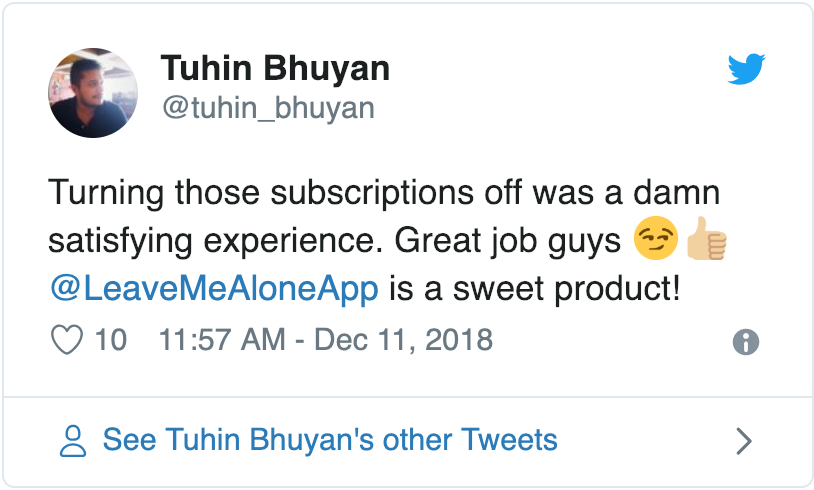 Tuhin Bhuyan
@tuhin_bhuyan
Turning those subscriptions off was a damn
satisfying experience. Great job guys 😏👍🏼
@LeaveMeAloneApp is a sweet product!
10 11:57 AM - Dec 11, 2018
See Tuhin Bhuyan's other Tweets